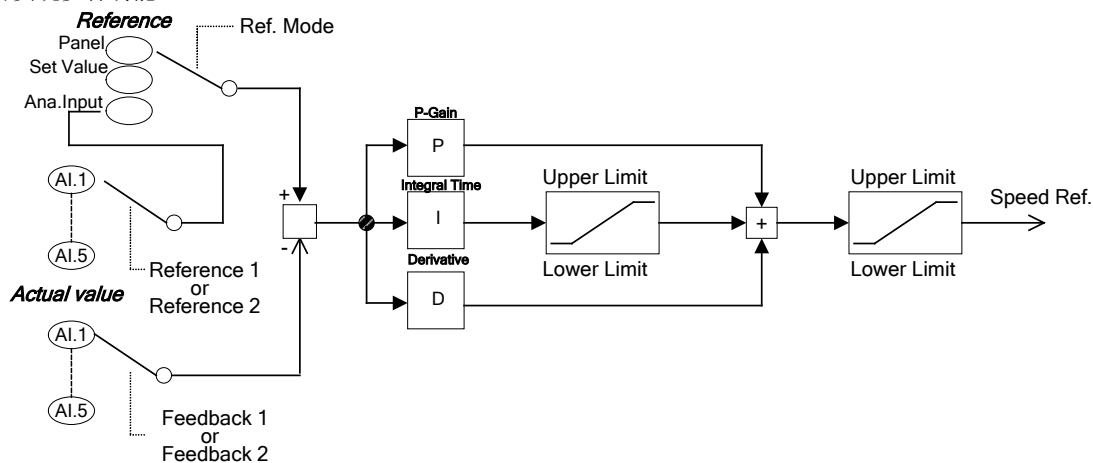 Reference
Ref. Mode
Panel
Set Value
Ana.Input
P-Gain
P
AI.1
Integral Time
I
Upper Limit
Lower Limit
+
-
+
Upper Limit
Lower Limit
Speed Ref.
AI.5
Reference 1
or
Reference 2
Derivative
D
Actual value
AI.1
AI.5
Feedback 1
or
Feedback 2